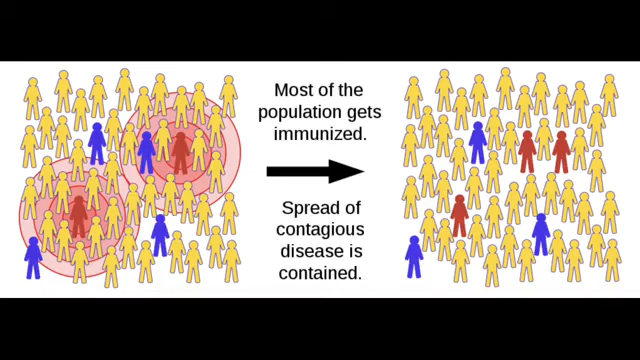 Most of the
population gets
immunized.
Spread of
contagious
disease is
contained.